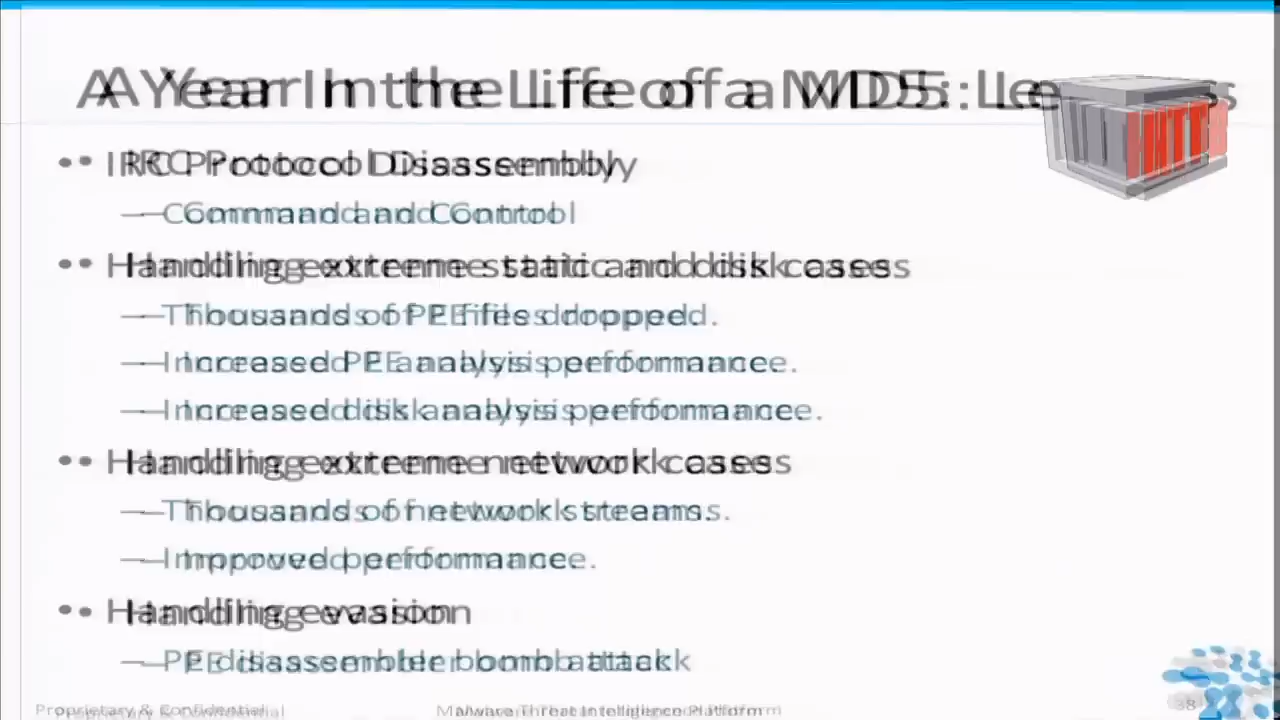 A Year In the Life of a MD5: Le
• IRC Protocol Disassembly
— Command and Control
• Handling extreme static and disk cases
— Thousands of PE files dropped.
— Increased PE analysis performance.
— Increased disk analysis performance.
• Handling extreme network cases
— Thousands of network streams.
— Improved performance.
• Handling evasion
— PE disassembler bomb attack
Proprietary & Confidential Malware Threat Intelligence Platform 38